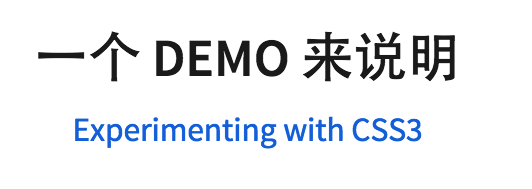 一个 DEMO 来说明
Experimenting with CSS3